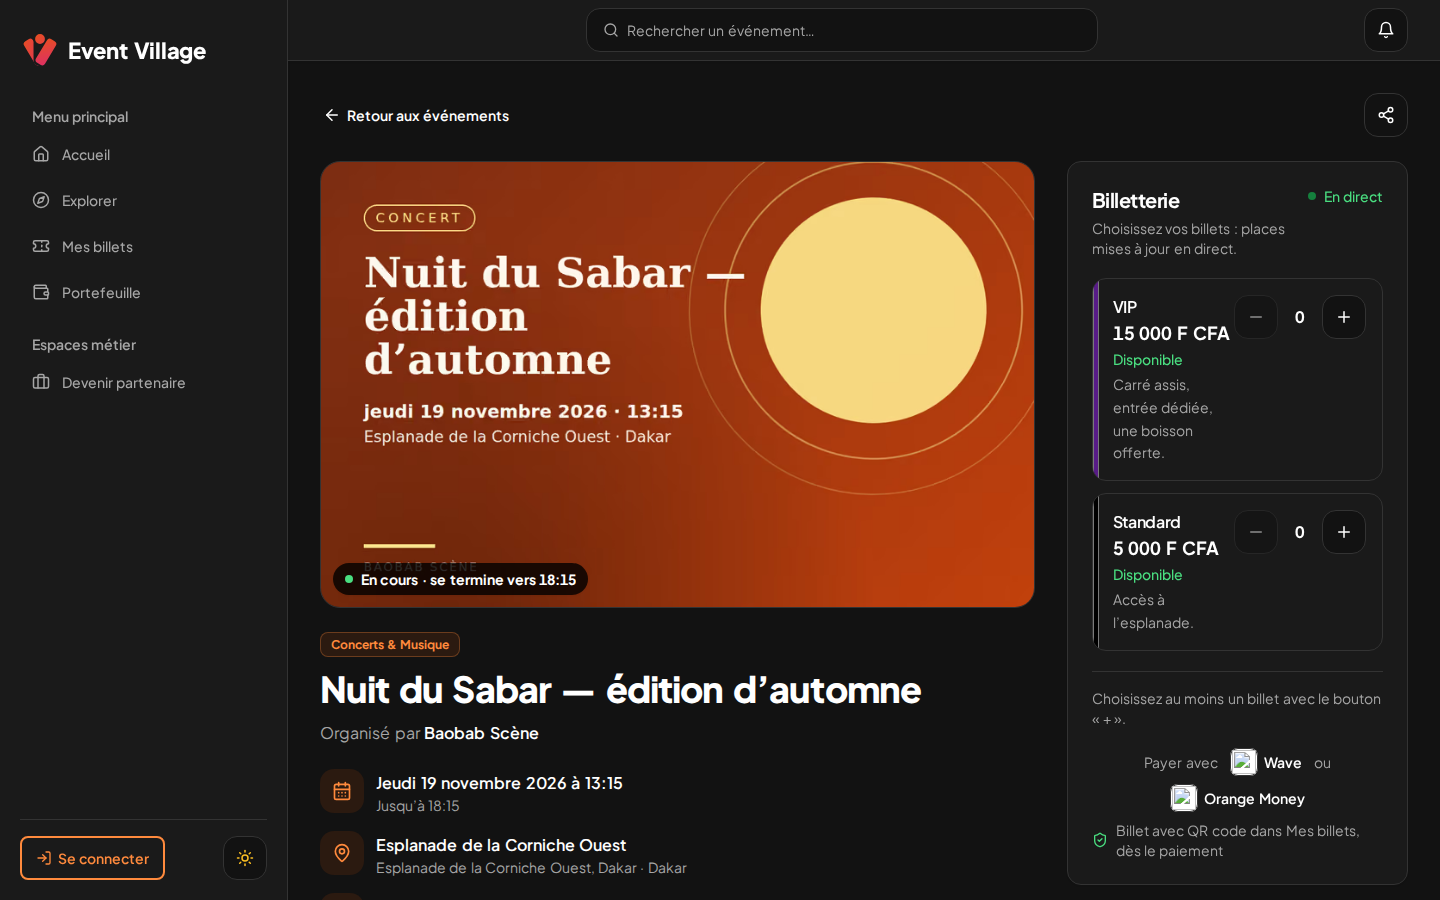 Event Village
Rechercher un événement...
Menu principal
Accueil
Explorer
Mes billets
Portefeuille
Espaces métier
Devenir partenaire
Se connecter
Retour aux événements
CONCERT
Nuit du Sabar —
édition
d’automne
jeudi 19 novembre 2026 · 13:15
Esplanade de la Corniche Ouest · Dakar
BAOBAB SCÈNE
En cours · se termine vers 18:15
Concerts & Musique
Nuit du Sabar — édition d’automne
Organisé par Baobab Scène
Jeudi 19 novembre 2026 à 13:15
Jusqu'à 18:15
Esplanade de la Corniche Ouest
Esplanade de la Corniche Ouest, Dakar · Dakar
Billetterie
En direct
Choisissez vos billets : places
mises à jour en direct.
VIP
15 000 F CFA
0
Disponible
Carré assis,
entrée dédiée,
une boisson
offerte.
Standard
5 000 F CFA
0
Disponible
Accès à
l’esplanade.
Choisissez au moins un billet avec le bouton
« + ».
Payer avec Wave ou
Orange Money
Billet avec QR code dans Mes billets,
dès le paiement